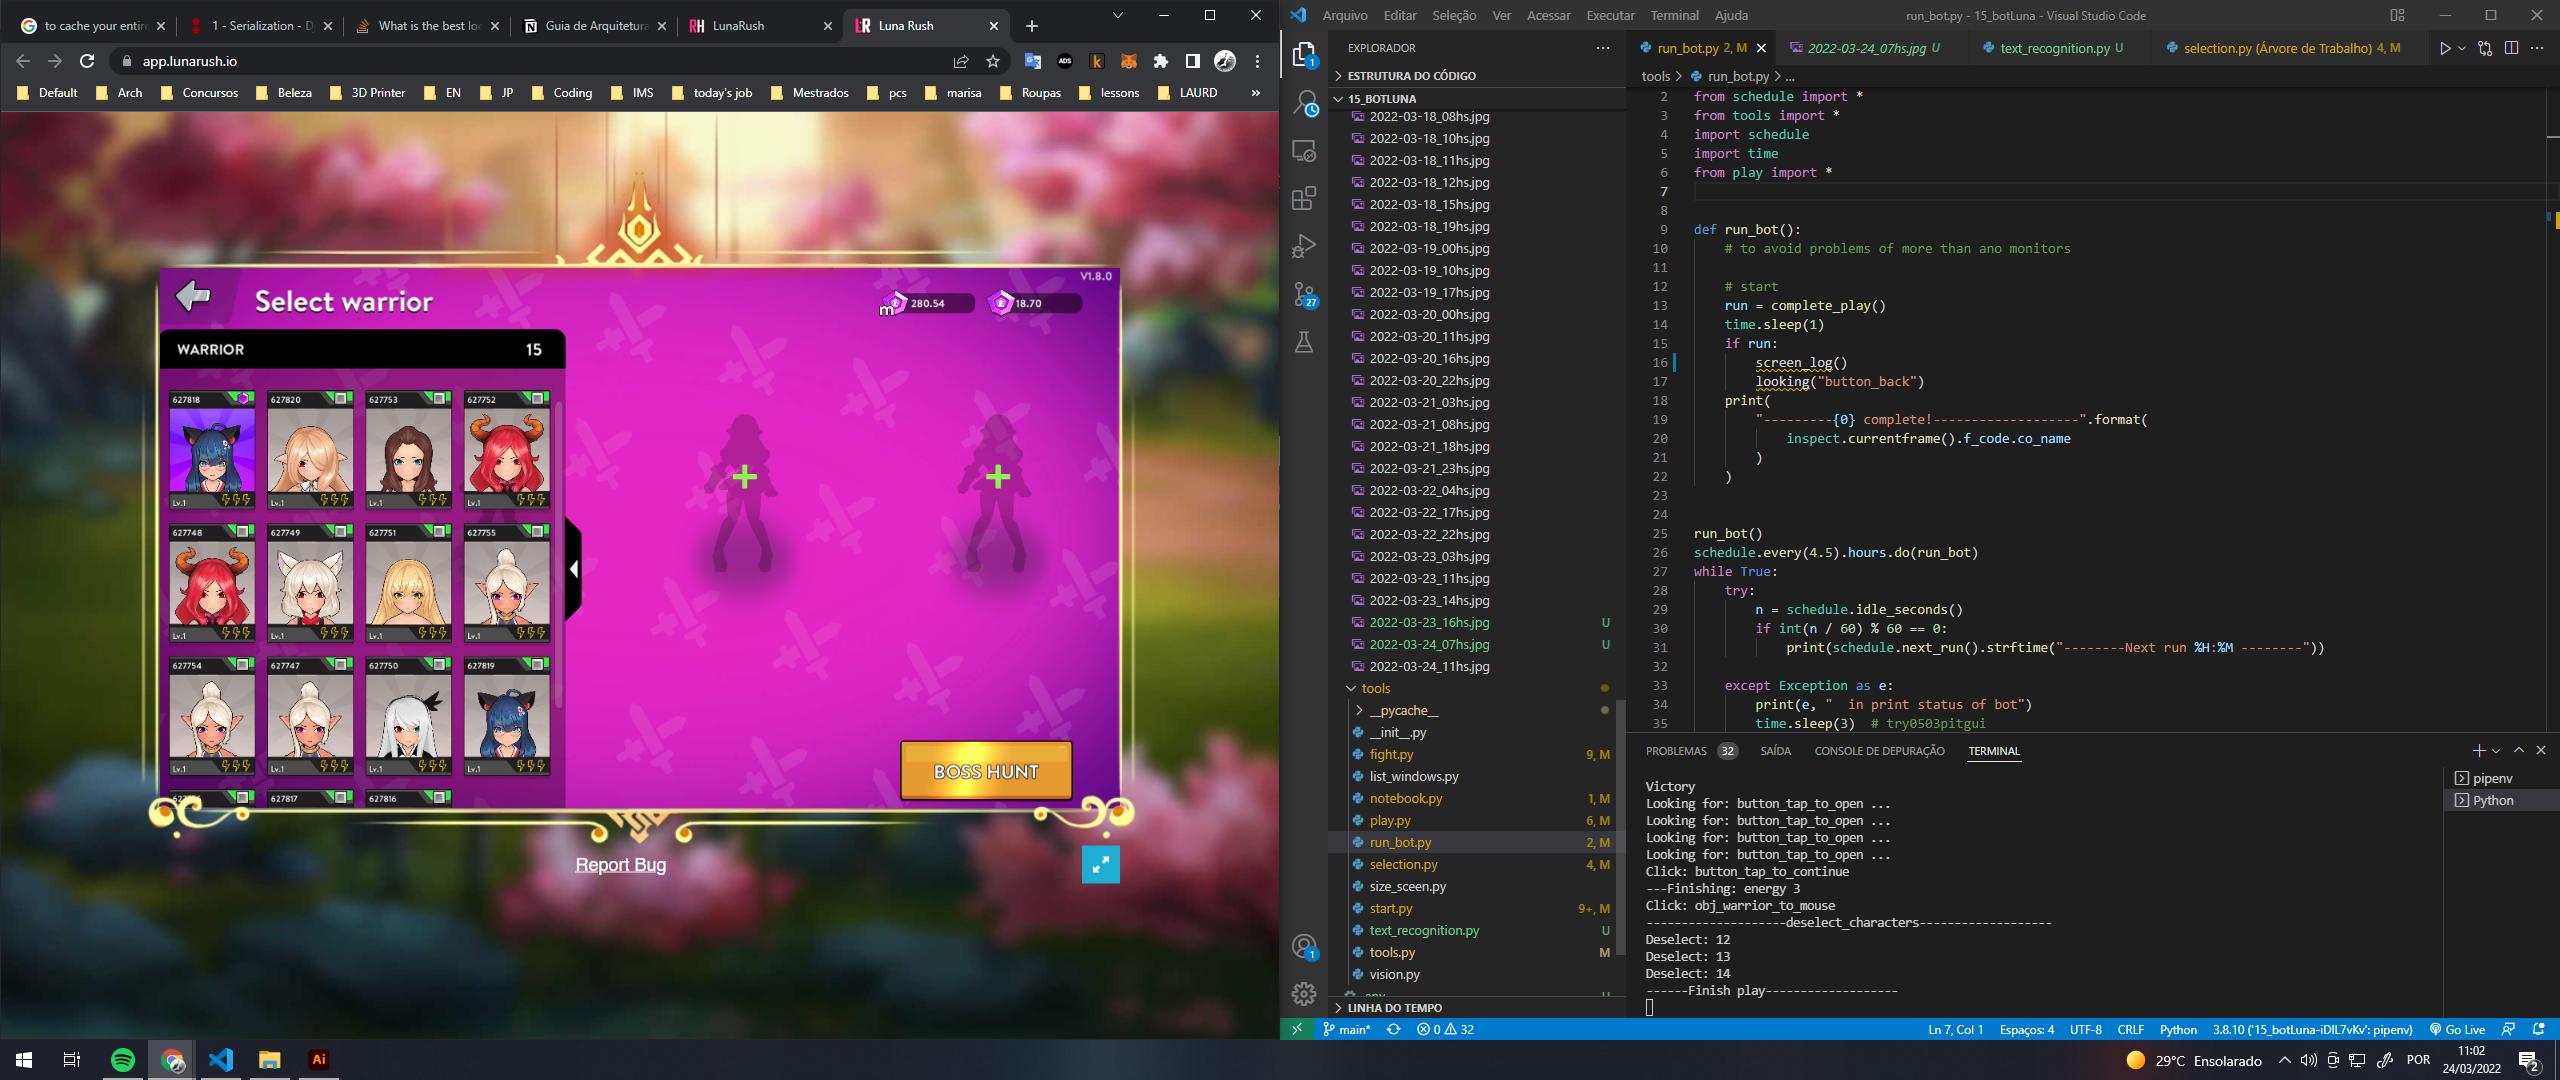 to cache your entire
1 - Serialization - D
What is the best loc
Guia de Arquitetura
LunaRush
Luna Rush
app.lunarush.io
Default
Arch
Concursos
Beleza
3D Printer
EN
JP
Coding
IMS
today's job
Mestrados
pcs
marisa
Roupas
lessons
LAURD
»
V1.8.0
Select warrior
m 280.54
18.70
WARRIOR 15
627818 627820 627753 627752
Lv.1 Lv.1 Lv.1 Lv.1
627748 627749 627751 627755
Lv.1 Lv.1 Lv.1 Lv.1
627754 627747 627750 627819
Lv.1 Lv.1 Lv.1 Lv.1
627817 627816
BOSS HUNT
Report Bug
Arquivo Editar Seleção Ver Acessar Executar Terminal Ajuda
run_bot.py - 15_botLuna - Visual Studio Code
EXPLORADOR
ESTRUTURA DO CÓDIGO
15_BOTLUNA
2022-03-18_08hs.jpg
2022-03-18_10hs.jpg
2022-03-18_11hs.jpg
2022-03-18_12hs.jpg
2022-03-18_15hs.jpg
2022-03-18_19hs.jpg
2022-03-19_00hs.jpg
2022-03-19_10hs.jpg
2022-03-19_17hs.jpg
2022-03-20_00hs.jpg
2022-03-20_11hs.jpg
2022-03-20_16hs.jpg
2022-03-20_22hs.jpg
2022-03-21_03hs.jpg
2022-03-21_08hs.jpg
2022-03-21_18hs.jpg
2022-03-21_23hs.jpg
2022-03-22_04hs.jpg
2022-03-22_17hs.jpg
2022-03-22_22hs.jpg
2022-03-23_03hs.jpg
2022-03-23_11hs.jpg
2022-03-23_14hs.jpg
2022-03-23_16hs.jpg U
2022-03-24_07hs.jpg U
2022-03-24_11hs.jpg
tools
__pycache__
__init__.py
fight.py 9, M
list_windows.py
notebook.py 1, M
play.py 6, M
run_bot.py 2, M
selection.py 4, M
size_sceen.py
start.py 9+, M
text_recognition.py U
tools.py M
vision.py
LINHA DO TEMPO
1
27
1
run_bot.py 2, M
2022-03-24_07hs.jpg U
text_recognition.py U
selection.py (Árvore de Trabalho) 4, M
tools > run_bot.py > ...
2 from schedule import *
3 from tools import *
4 import schedule
5 import time
6 from play import *
7
8
9 def run_bot():
10 # to avoid problems of more than ano monitors
11
12 # start
13 run = complete_play()
14 time.sleep(1)
15 if run:
16 screen_log()
17 looking("button_back")
18 print(
19 "---------{0} complete!-------------------".format(
20 inspect.currentframe().f_code.co_name
21 )
22 )
23
24
25 run_bot()
26 schedule.every(4.5).hours.do(run_bot)
27 while True:
28 try:
29 n = schedule.idle_seconds()
30 if int(n / 60) % 60 == 0:
31 print(schedule.next_run().strftime("--------Next run %H:%M --------"))
32
33 except Exception as e:
34 print(e, "  in print status of bot")
35 time.sleep(3)  # try0503pitgui
PROBLEMAS 32 SAÍDA CONSOLE DE DEPURAÇÃO TERMINAL
pipenv
Python
Victory
Looking for: button_tap_to_open ...
Looking for: button_tap_to_open ...
Looking for: button_tap_to_open ...
Looking for: button_tap_to_open ...
Click: button_tap_to_continue
---Finishing: energy 3
Click: obj_warrior_to_mouse
--------------------deselect_characters-------------------
Deselect: 12
Deselect: 13
Deselect: 14
------Finish play-------------------
main* 0 32
Ln 7, Col 1 Espaços: 4 UTF-8 CRLF Python 3.8.10 ('15_botLuna-iDIL7vKv': pipenv) Go Live
29°C Ensolarado
POR
11:02
24/03/2022
2